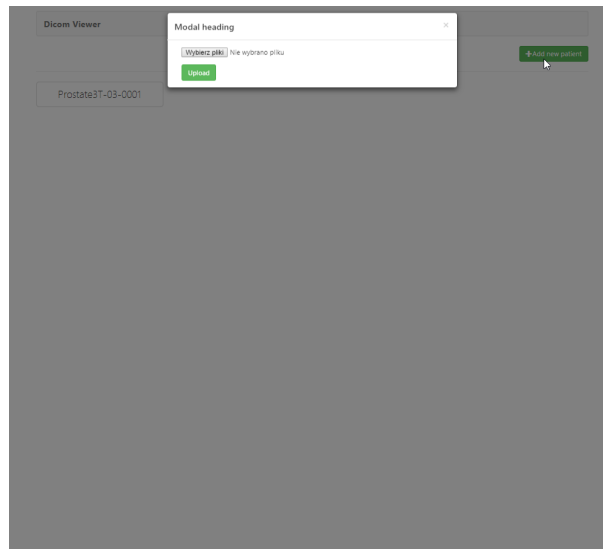 Dicom Viewer
Modal heading ×
Wybierz pliki Nie wybrano pliku
Upload
+Add new patient
Prostate3T-03-0001